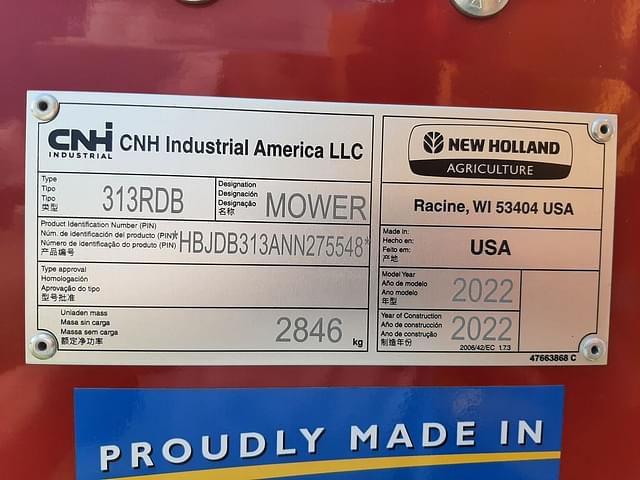 CNH
INDUSTRIAL
CNH Industrial America LLC
Type
Tipo
Tipo
类型
313RDB
Designation
Designación
Designação
名称
MOWER
Product Identification Number (PIN)
Núm. de identificación del producto (PIN)
Número de identificação do produto (PIN)
产品编号
*HBJDB313ANN275548*
Type approval
Homologación
Aprovação do tipo
型号批准
Unladen mass
Masa sin carga
Massa sem carga
额定净功率
2846
kg
NEW HOLLAND
AGRICULTURE
Racine, WI 53404 USA
Made in:
Hecho en:
Feito em:
产地
USA
Model Year
Año de modelo
Ano modelo
年型
2022
Year of Construction
Año de construcción
Ano de construção
制造年份
2022
2006/42/EC 1.7.3
47663868 C
PROUDLY MADE IN